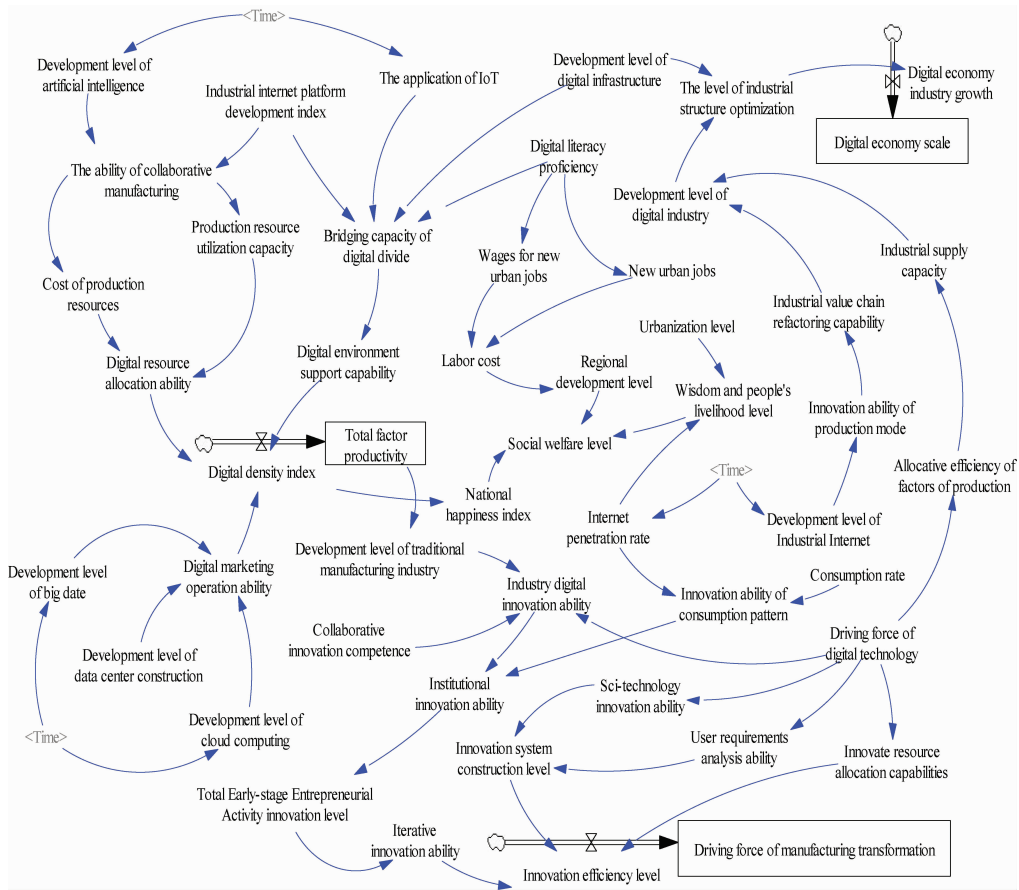 <Time>
Development level of
artificial intelligence
The application of IoT
Industrial internet platform
development index
Development level of
digital infrastructure
The level of industrial
structure optimization
Digital economy
industry growth
Digital economy scale
The ability of collaborative
manufacturing
Digital literacy
proficiency
Development level of
digital industry
Production resource
utilization capacity
Bridging capacity of
digital divide
Wages for new
urban jobs
New urban jobs
Industrial supply
capacity
Cost of production
resources
Industrial value chain
refactoring capability
Urbanization level
Digital resource
allocation ability
Digital environment
support capability
Labor cost
Regional
development level
Wisdom and people's
livelihood level
Innovation ability of
production mode
Total factor
productivity
Social welfare level
Digital density index
<Time>
Allocative efficiency of
factors of production
National
happiness index
Internet
penetration rate
Development level of
Industrial Internet
Development level of traditional
manufacturing industry
Development level
of big date
Digital marketing
operation ability
Industry digital
innovation ability
Consumption rate
Innovation ability of
consumption pattern
Collaborative
innovation competence
Driving force of
digital technology
Development level of
data center construction
Institutional
innovation ability
Sci-technology
innovation ability
<Time>
Development level of
cloud computing
Innovation system
construction level
User requirements
analysis ability
Innovate resource
allocation capabilities
Total Early-stage Entrepreneurial
Activity innovation level
Iterative
innovation ability
Driving force of manufacturing transformation
Innovation efficiency level